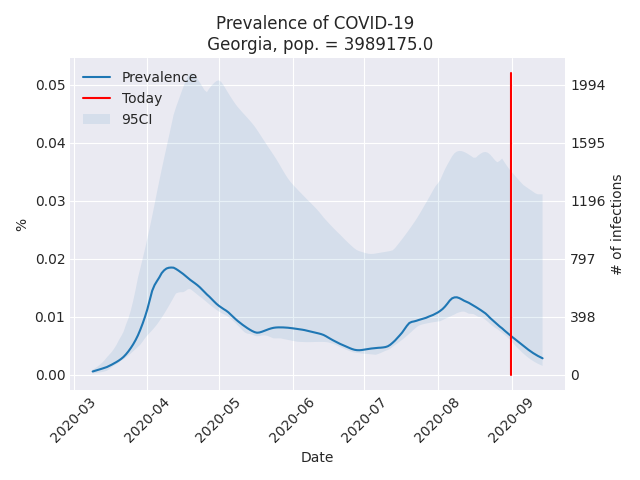 Prevalence of COVID-19
Georgia, pop. = 3989175.0
Prevalence
Today
95CI
0.05
0.04
0.03
0.02
0.01
0.00
%
1994
1595
1196
797
398
0
# of infections
2020-03
2020-04
2020-05
2020-06
2020-07
2020-08
2020-09
Date